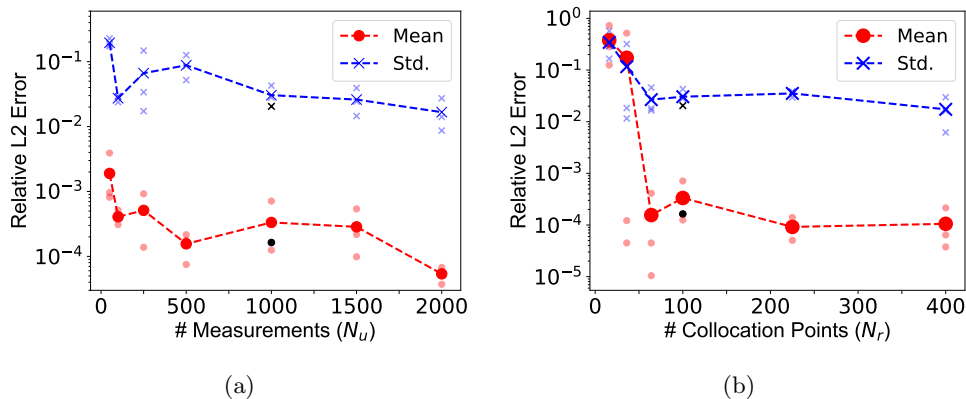 Mean
Std.
10⁻¹
10⁻²
10⁻³
10⁻⁴
Relative L2 Error
0 500 1000 1500 2000
# Measurements (Nᵤ)
(a)
Mean
Std.
10⁰
10⁻¹
10⁻²
10⁻³
10⁻⁴
10⁻⁵
Relative L2 Error
0 100 200 300 400
# Collocation Points (Nᵣ)
(b)